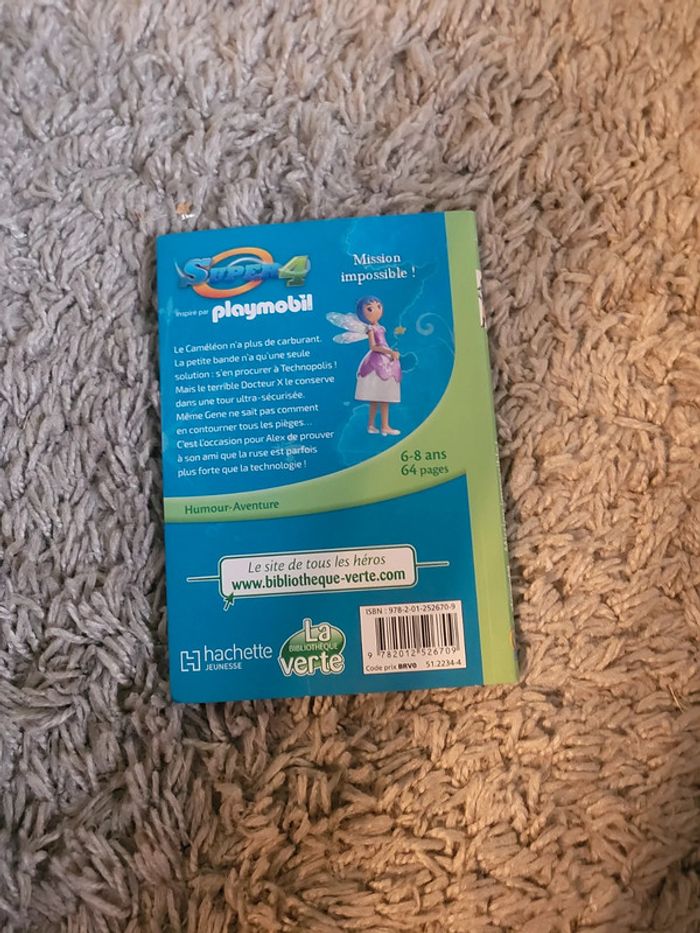 SUPER 4
inspiré par playmobil
Mission
impossible !
Le Caméléon n'a plus de carburant.
La petite bande n'a qu'une seule
solution : s'en procurer à Technopolis !
Mais le terrible Docteur X le conserve
dans une tour ultra-sécurisée.
Même Gene ne sait pas comment
en contourner tous les pièges...
C'est l'occasion pour Alex de prouver
à son ami que la ruse est parfois
plus forte que la technologie !
6-8 ans
64 pages
Humour-Aventure
Le site de tous les héros
www.bibliotheque-verte.com
hachette
JEUNESSE
La
BIBLIOTHÈQUE
verte
ISBN : 978-2-01-252670-9
9 782012 526709
Code prix BRV0 51.2234-4